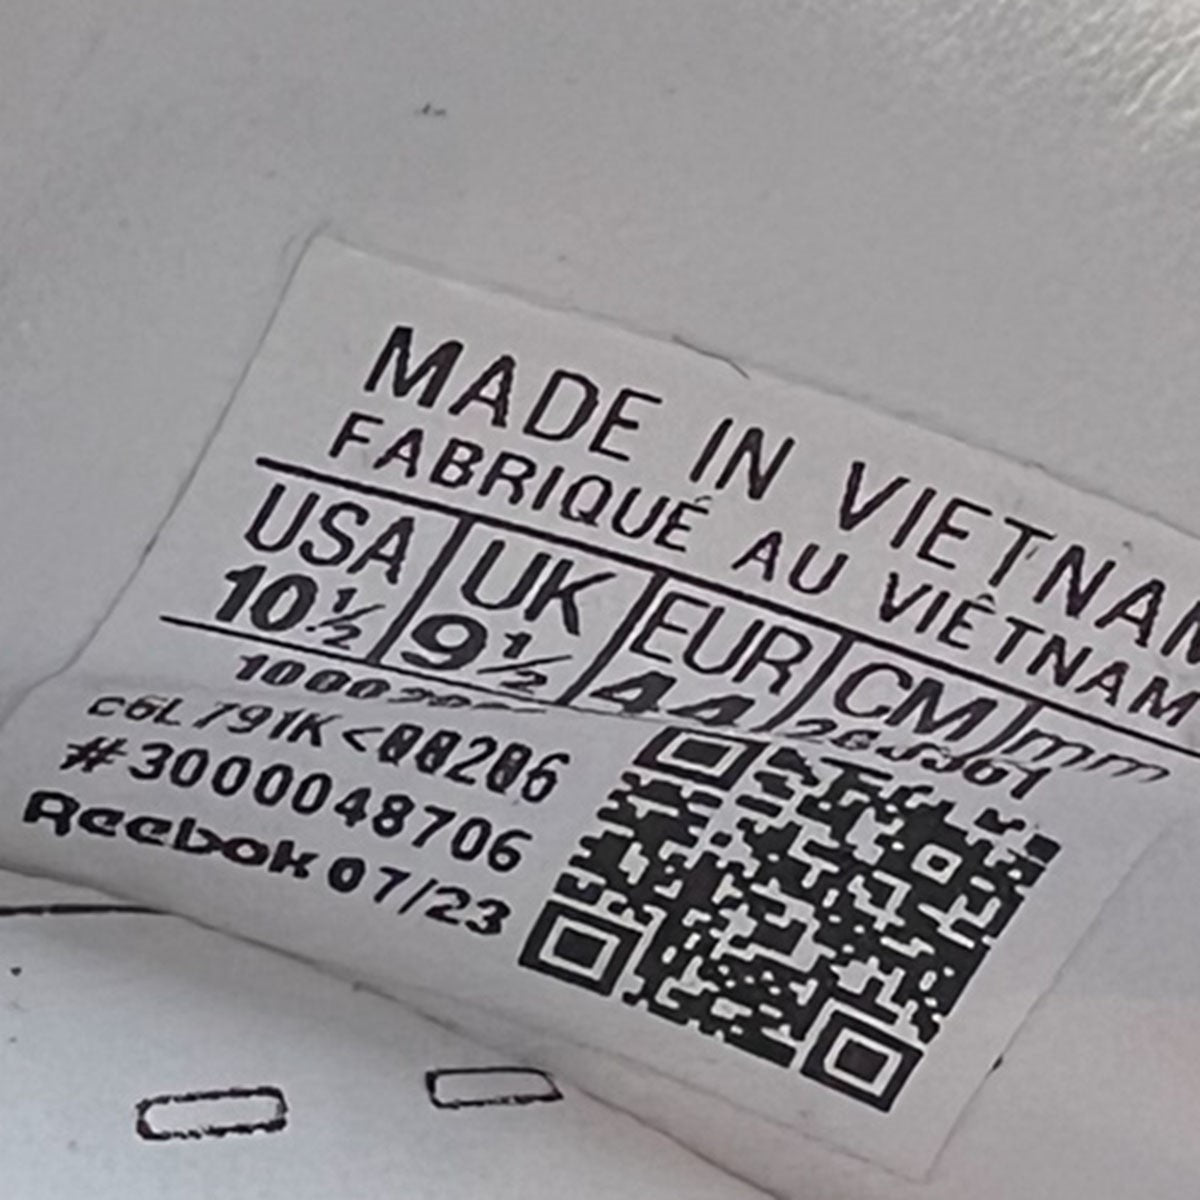 MADE IN VIETNAM
FABRIQUÉ AU VIÊTNAM
USA UK EUR CM mm
10½ 9½ 44
#3000048706
Reebok 07/23